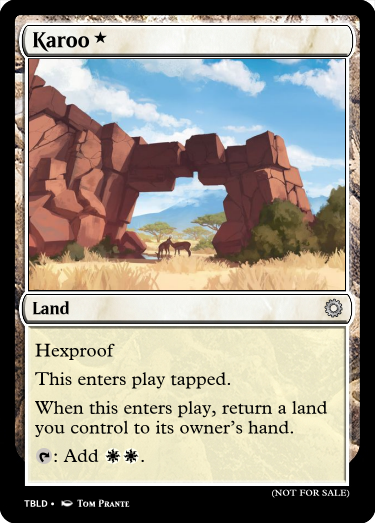 Karoo ★
Land
Hexproof
This enters play tapped.
When this enters play, return a land
you control to its owner's hand.
: Add .
(NOT FOR SALE)
TBLD • Tom Prante